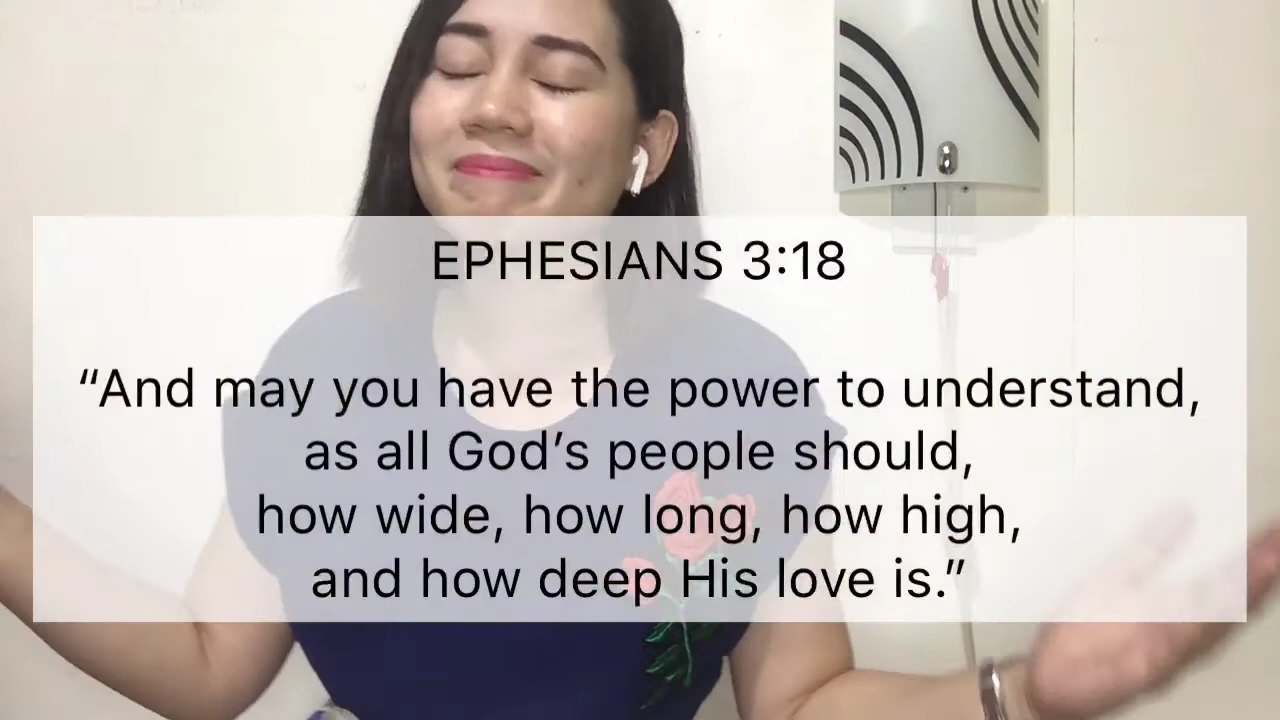 EPHESIANS 3:18
“And may you have the power to understand,
as all God’s people should,
how wide, how long, how high,
and how deep His love is.”